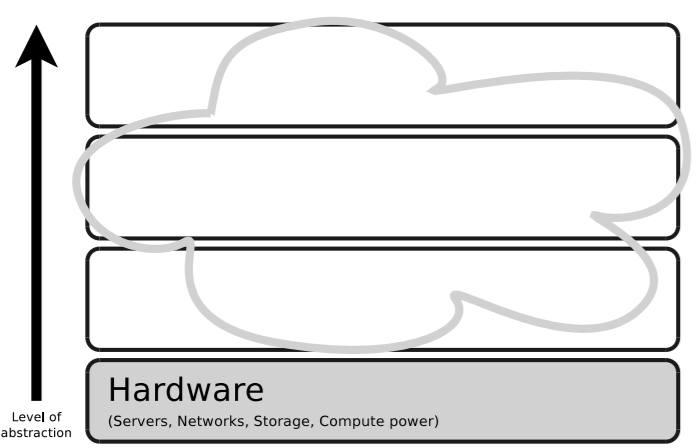 Hardware
(Servers, Networks, Storage, Compute power)
Level of
abstraction